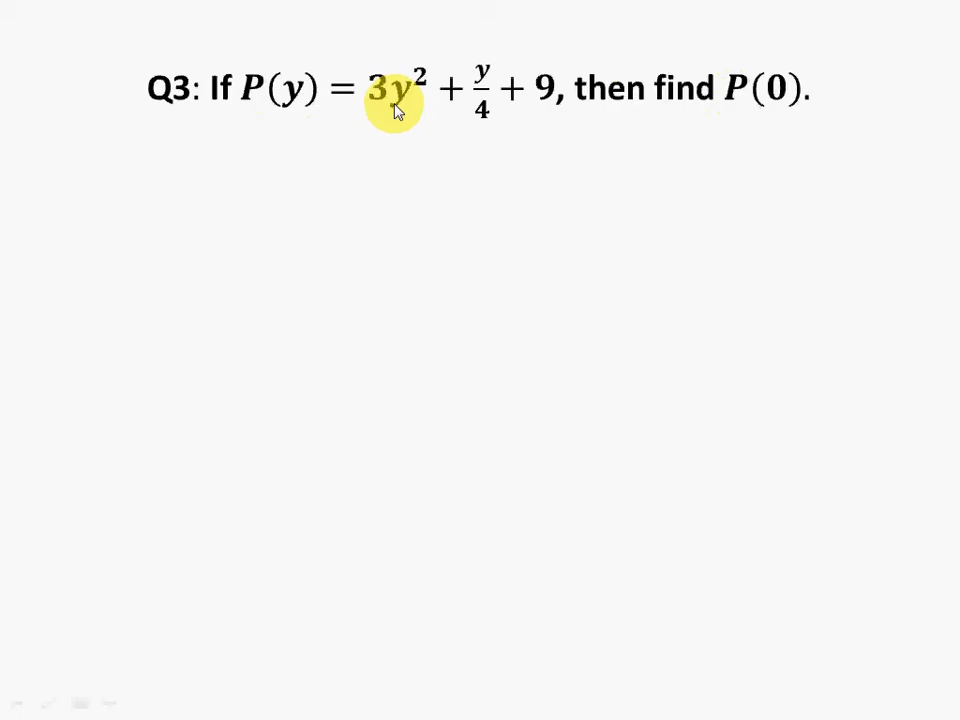 Q3: If P(y) = 3y² + y/4 + 9, then find P(0).